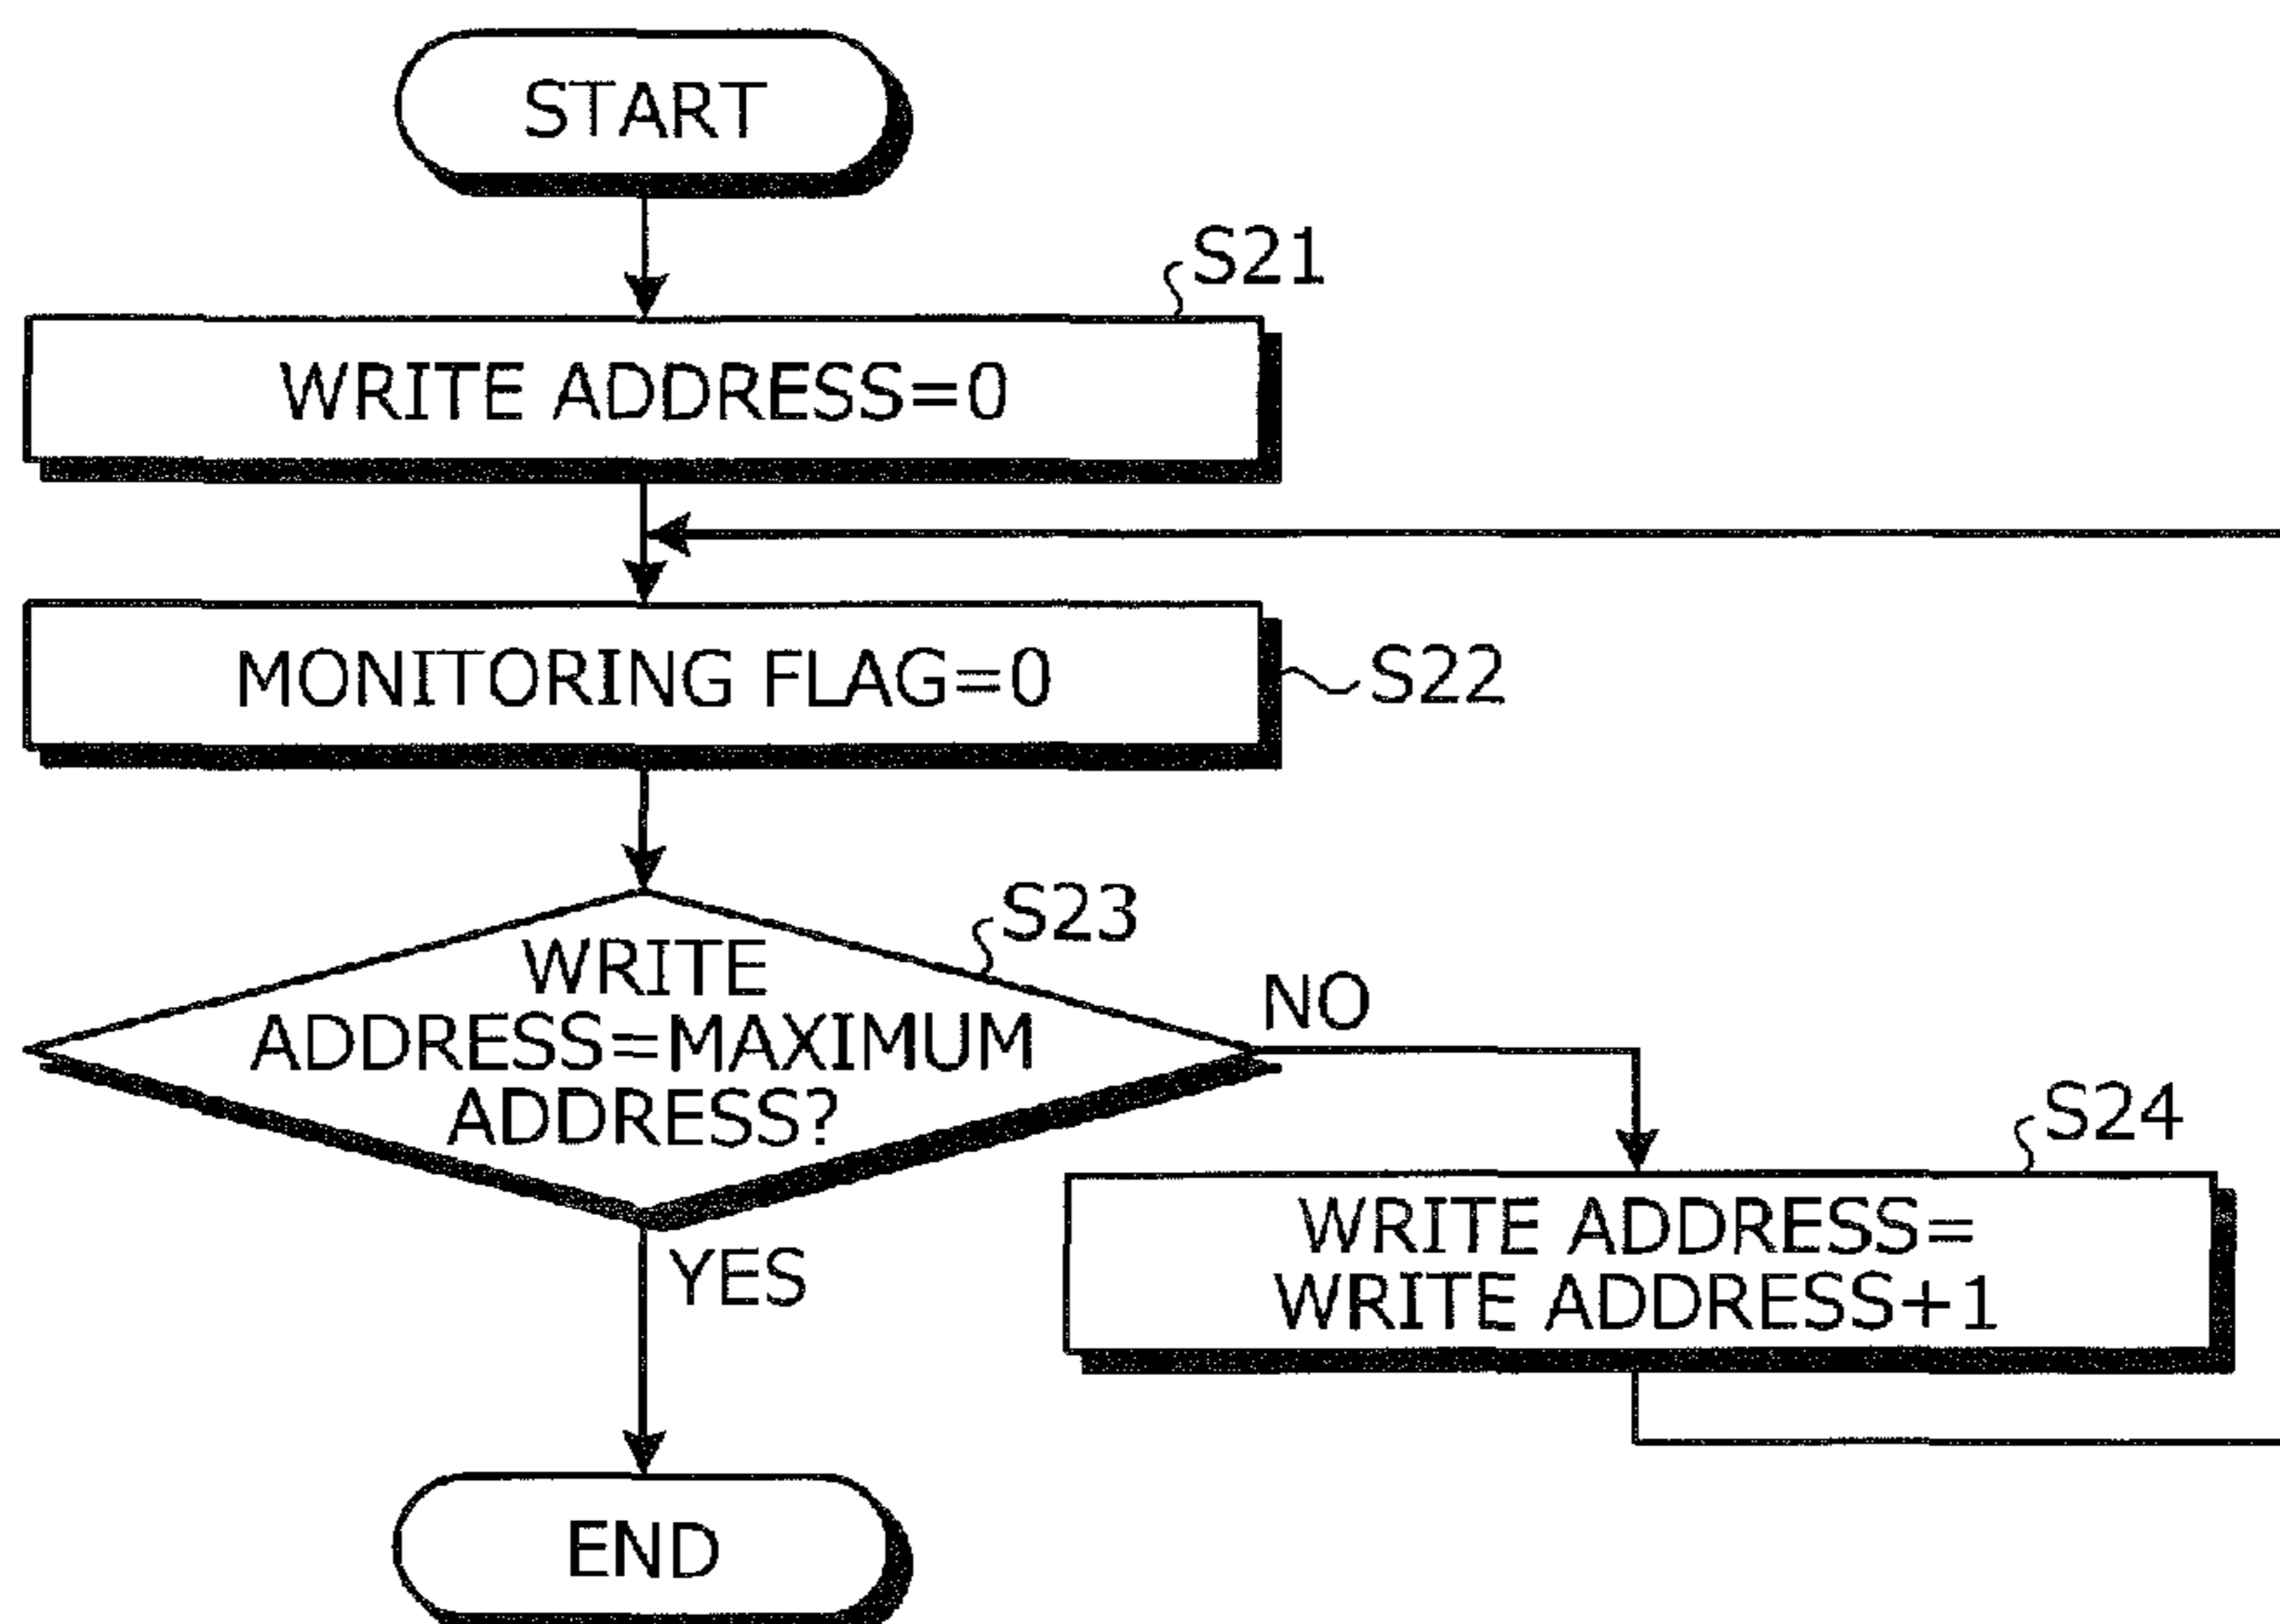 START
S21
WRITE ADDRESS=0
MONITORING FLAG=0
S22
S23
WRITE
ADDRESS=MAXIMUM
ADDRESS?
NO
YES
S24
WRITE ADDRESS=
WRITE ADDRESS+1
END